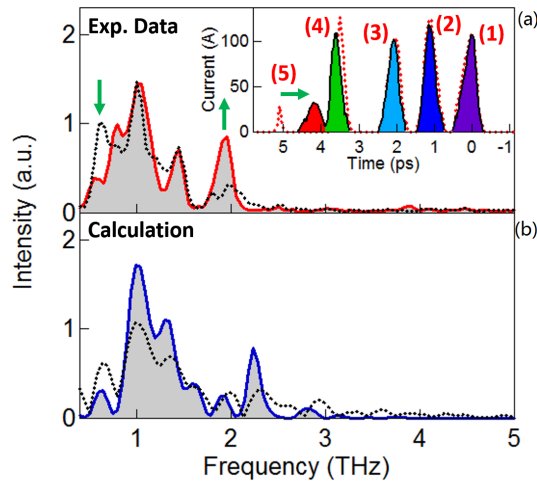 Exp. Data
(a)
2
1
0
Intensity (a.u.)
Current (A)
100
50
0
(5)
(4)
(3)
(2)
(1)
5 4 3 2 1 0 -1
Time (ps)
Calculation
(b)
2
1
0
1 2 3 4 5
Frequency (THz)